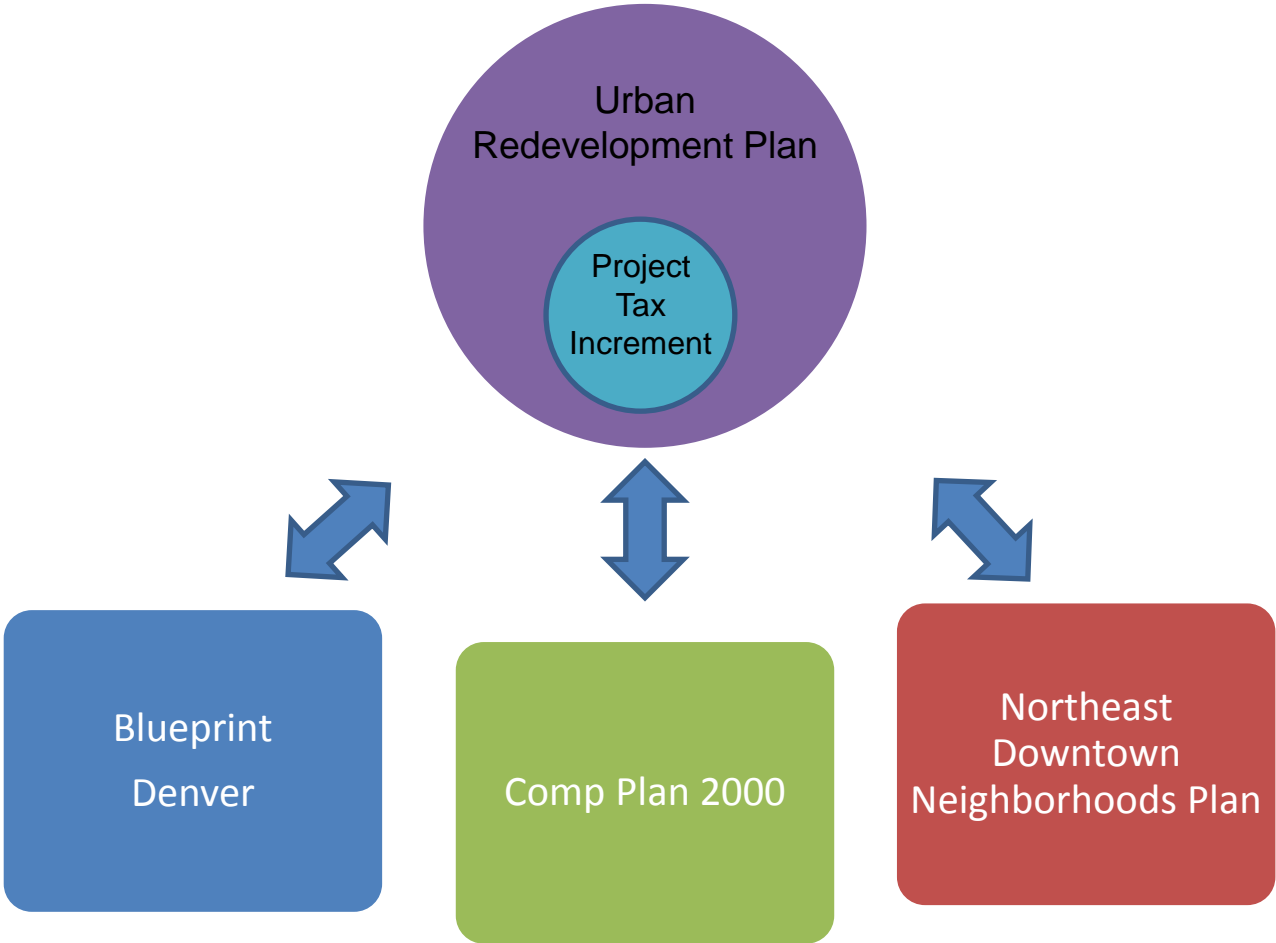 Urban
Redevelopment Plan
Project
Tax
Increment
Blueprint
Denver
Comp Plan 2000
Northeast
Downtown
Neighborhoods Plan